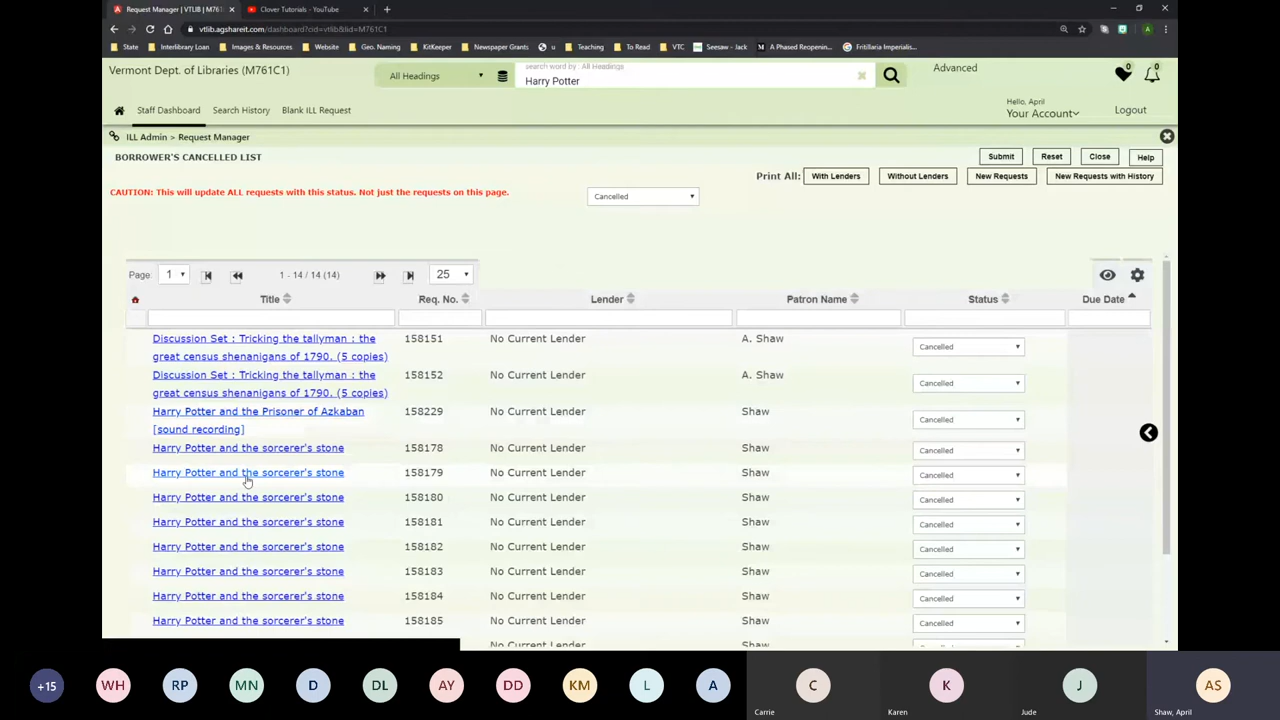 Request Manager | VTLIB (M761
Clover Tutorials - YouTube
vtlib.agshareit.com/dashboard?cid=vtlib&lid=M761C1
State Interlibrary Loan Images & Resources Website u Geo. Naming KitKeeper Newspaper Grants Teaching To Read VTC Seesaw - Jack A Phased Reopenin... Fritillaria Imperialis...
Vermont Dept. of Libraries (M761C1)
All Headings
search word by : All Headings
Harry Potter
Advanced
0
0
Staff Dashboard Search History Blank ILL Request
Hello, April
Your Account
Logout
ILL Admin > Request Manager
BORROWER'S CANCELLED LIST
Submit Reset Close Help
Print All: With Lenders Without Lenders New Requests New Requests with History
CAUTION: This will update ALL requests with this status. Not just the requests on this page.
Cancelled
Page: 1 1 - 14 / 14 (14) 25
Title Req. No. Lender Patron Name Status Due Date
Discussion Set : Tricking the tallyman : the 158151 No Current Lender A. Shaw Cancelled
great census shenanigans of 1790. (5 copies)
Discussion Set : Tricking the tallyman : the 158152 No Current Lender A. Shaw Cancelled
great census shenanigans of 1790. (5 copies)
Harry Potter and the Prisoner of Azkaban 158229 No Current Lender Shaw Cancelled
[sound recording]
Harry Potter and the sorcerer's stone 158178 No Current Lender Shaw Cancelled
Harry Potter and the sorcerer's stone 158179 No Current Lender Shaw Cancelled
Harry Potter and the sorcerer's stone 158180 No Current Lender Shaw Cancelled
Harry Potter and the sorcerer's stone 158181 No Current Lender Shaw Cancelled
Harry Potter and the sorcerer's stone 158182 No Current Lender Shaw Cancelled
Harry Potter and the sorcerer's stone 158183 No Current Lender Shaw Cancelled
Harry Potter and the sorcerer's stone 158184 No Current Lender Shaw Cancelled
Harry Potter and the sorcerer's stone 158185 No Current Lender Shaw Cancelled
No Current Lender Shaw Cancelled
+15 WH RP MN D DL AY DD KM L A C K J AS
Carrie Karen Jude Shaw, April